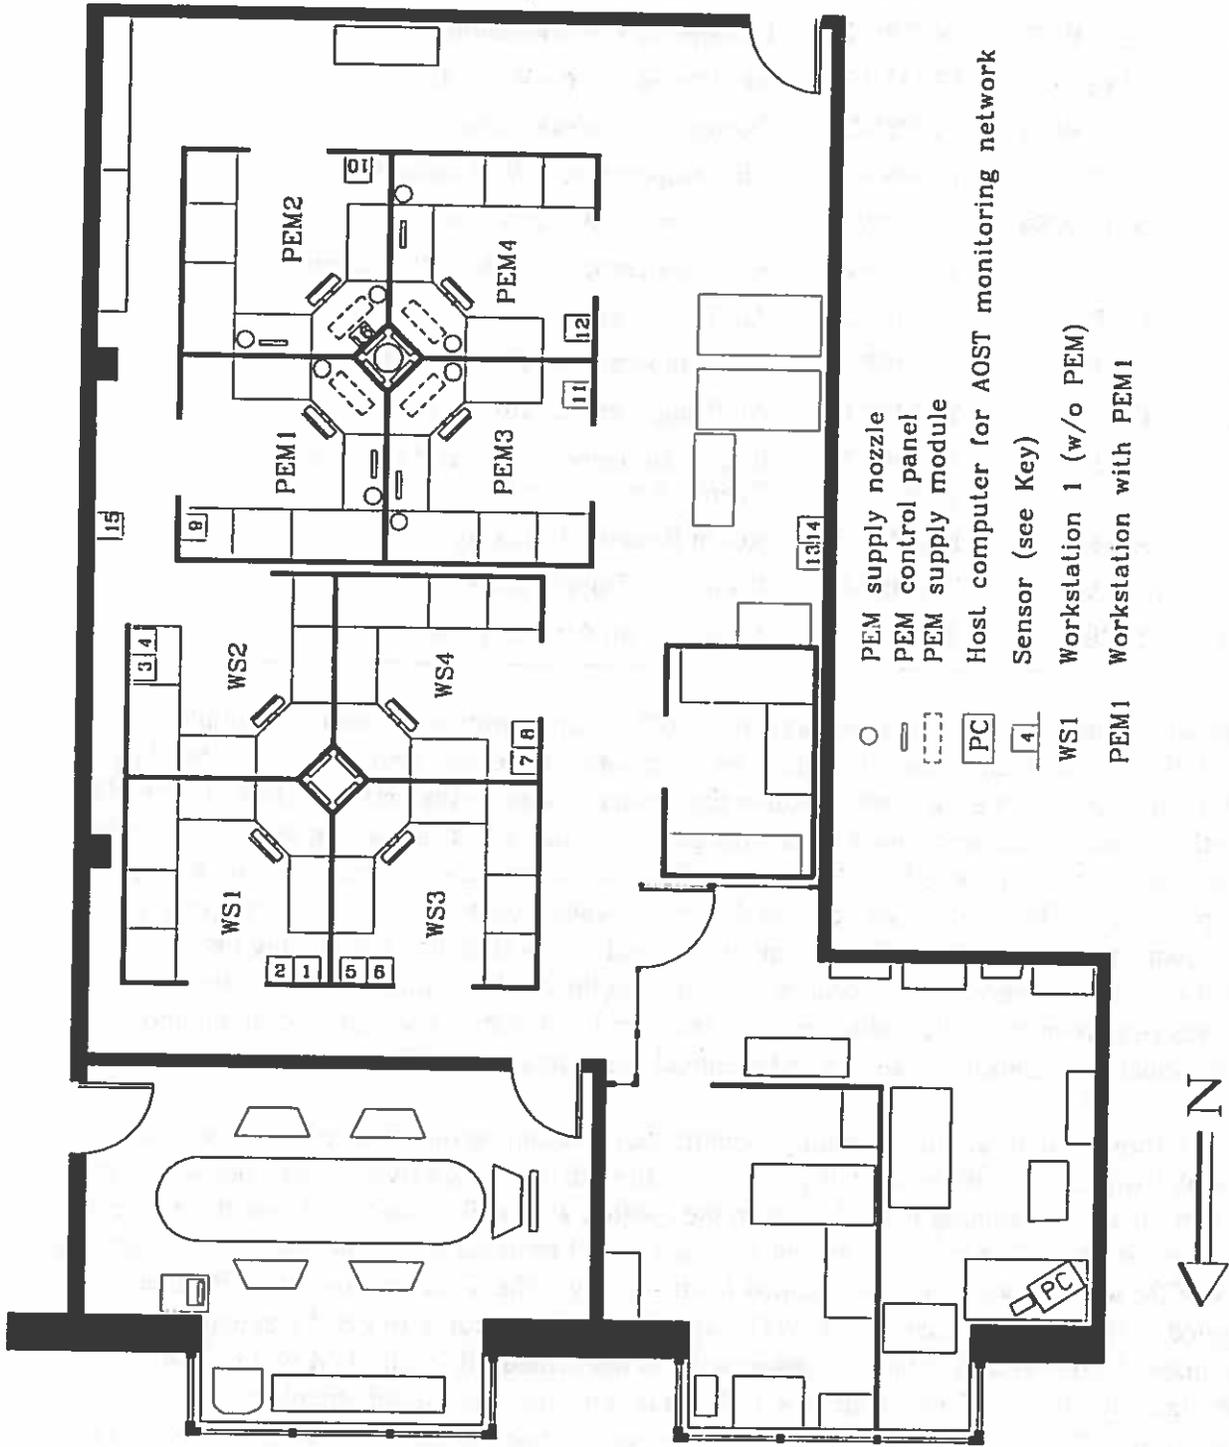 15
3 4
9
WS1
WS2
PEM1
PEM2
2 1
5 6
10
16
WS3
WS4
PEM3
PEM4
7 8
11
12
13 14
PEM supply nozzle
PEM control panel
PEM supply module
PC Host computer for AOST monitoring network
4 Sensor (see Key)
WS1 Workstation 1 (w/o PEM)
PEM1 Workstation with PEM1
PC
N